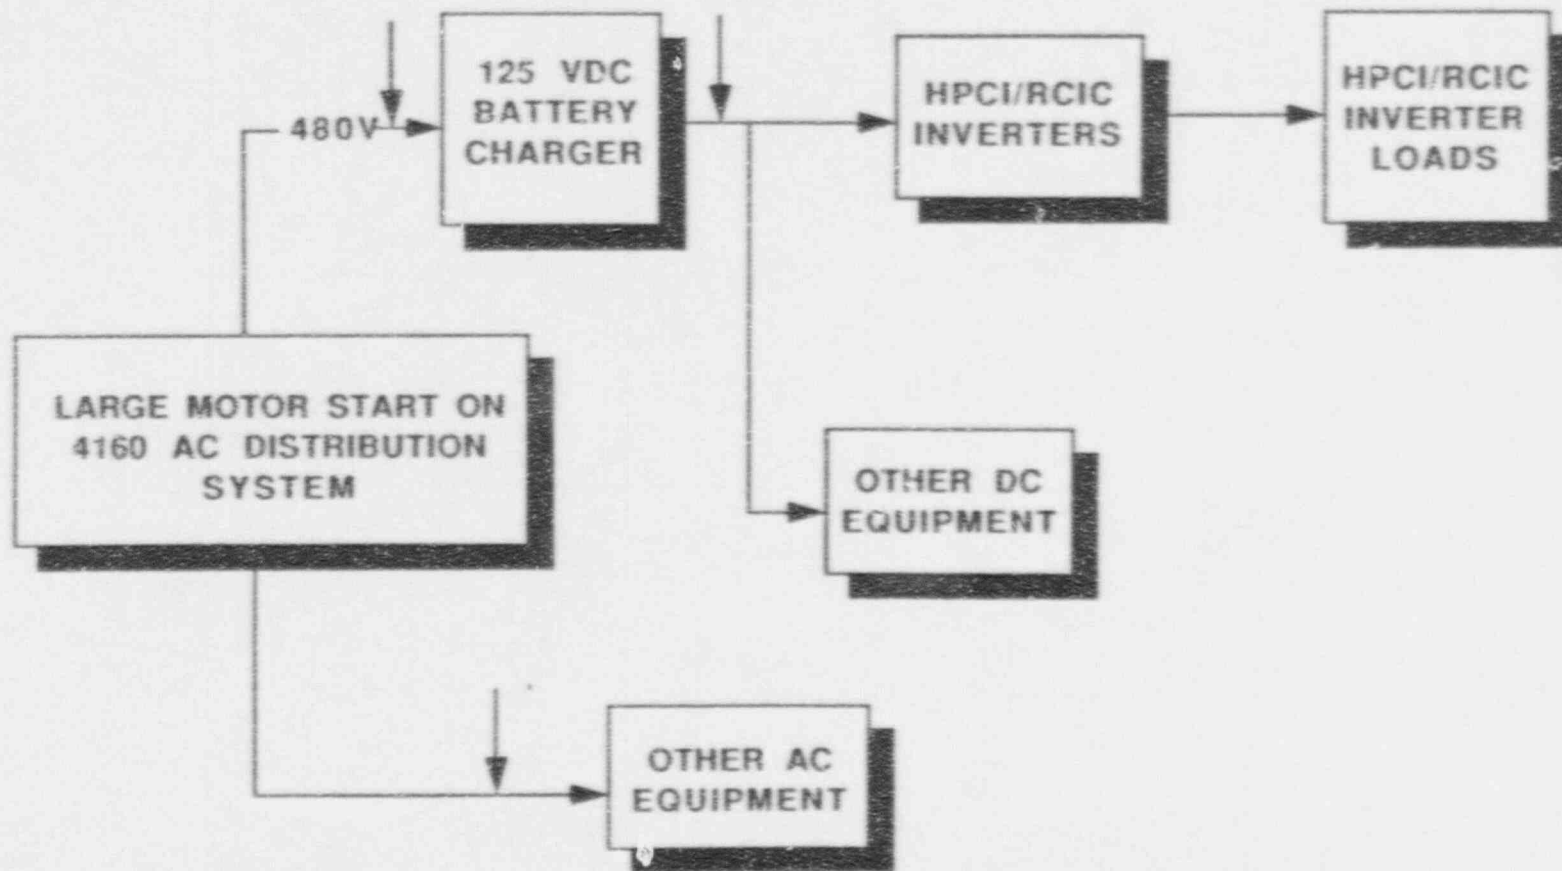 125 VDC
BATTERY
CHARGER
HPCI/RCIC
INVERTERS
HPCI/RCIC
INVERTER
LOADS
480V
LARGE MOTOR START ON
4160 AC DISTRIBUTION
SYSTEM
OTHER DC
EQUIPMENT
OTHER AC
EQUIPMENT